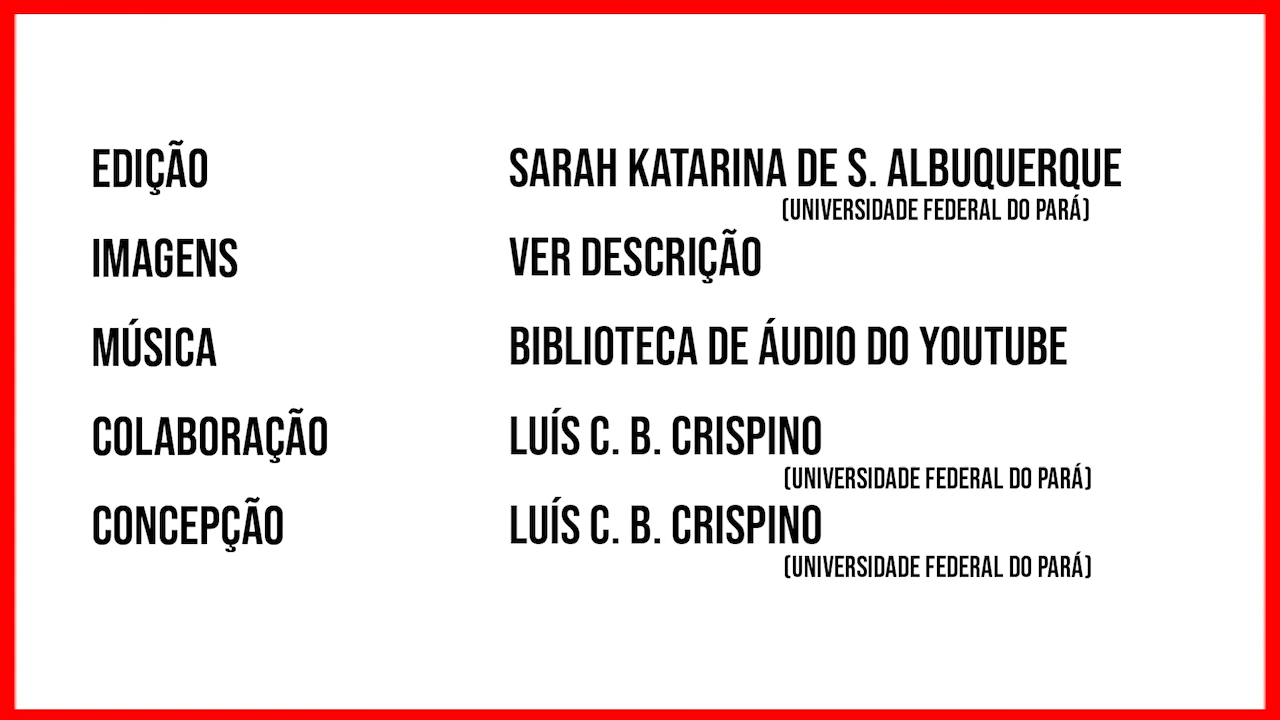 EDIÇÃO SARAH KATARINA DE S. ALBUQUERQUE
(UNIVERSIDADE FEDERAL DO PARÁ)
IMAGENS VER DESCRIÇÃO
MÚSICA BIBLIOTECA DE ÁUDIO DO YOUTUBE
COLABORAÇÃO LUÍS C. B. CRISPINO
(UNIVERSIDADE FEDERAL DO PARÁ)
CONCEPÇÃO LUÍS C. B. CRISPINO
(UNIVERSIDADE FEDERAL DO PARÁ)